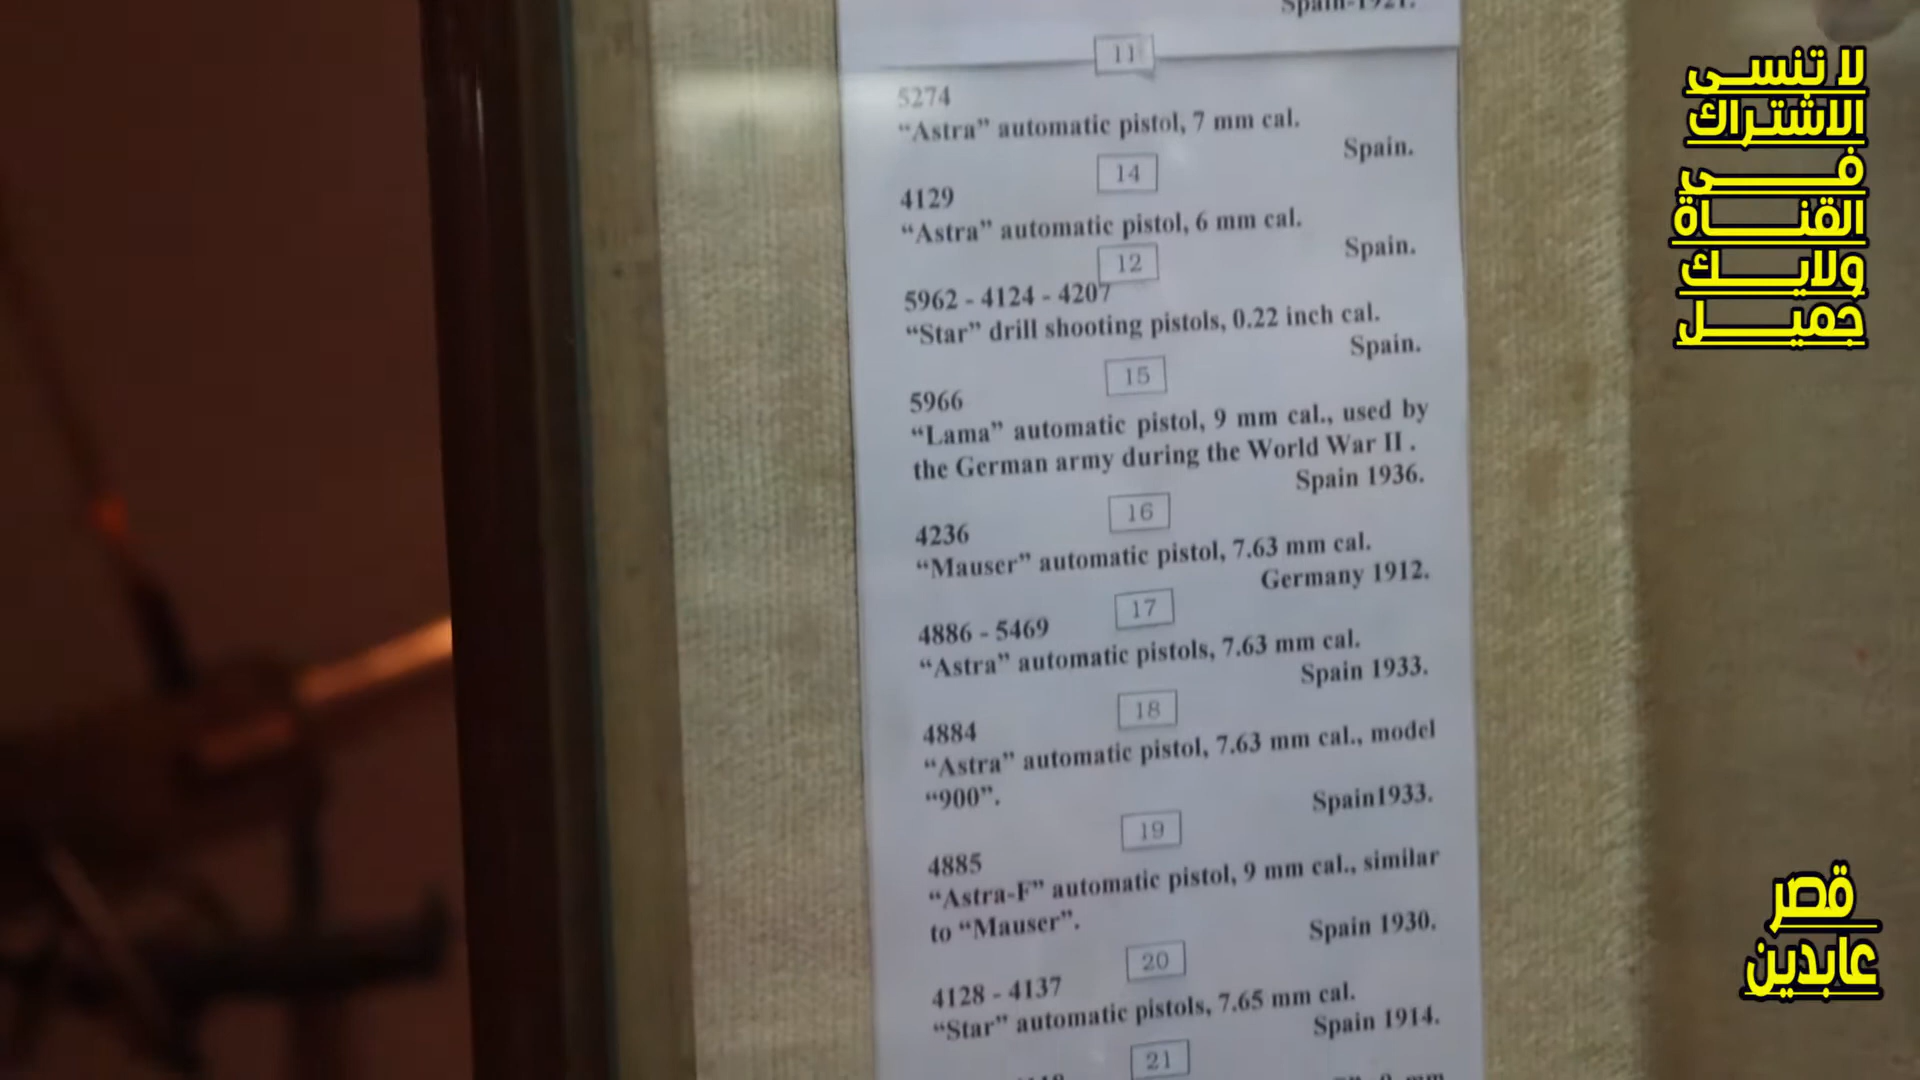 Spain-1921.
11
5274
“Astra” automatic pistol, 7 mm cal.
Spain.
14
4129
“Astra” automatic pistol, 6 mm cal.
Spain.
12
5962 - 4124 - 4207
“Star” drill shooting pistols, 0.22 inch cal.
Spain.
15
5966
“Lama” automatic pistol, 9 mm cal., used by
the German army during the World War II .
Spain 1936.
16
4236
“Mauser” automatic pistol, 7.63 mm cal.
Germany 1912.
17
4886 - 5469
“Astra” automatic pistols, 7.63 mm cal.
Spain 1933.
18
4884
“Astra” automatic pistol, 7.63 mm cal., model
“900”.
Spain1933.
19
4885
“Astra-F” automatic pistol, 9 mm cal., similar
to “Mauser”.
Spain 1930.
20
4128 - 4137
“Star” automatic pistols, 7.65 mm cal.
Spain 1914.
21
لا تنسى
الاشتراك
فى
القناة
ولايك
جميل
قصر
عابدين